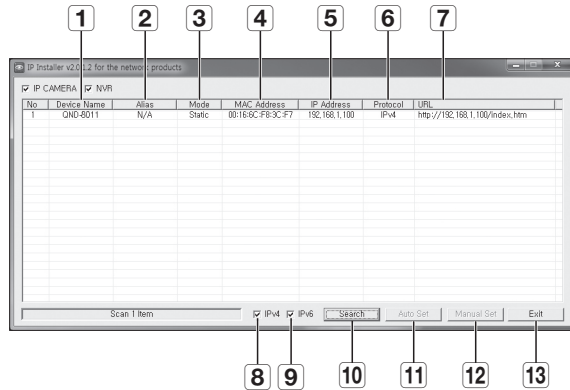 1 2 3 4 5 6 7
IP Installer v2.0.1.2 for the network products
IP CAMERA NVR
No Device Name Alias Mode MAC Address IP Address Protocol URL
1 QND-8011 N/A Static 00:16:6C:F8:3C:F7 192,168,1,100 IPv4 http://192,168,1,100/index,htm
Scan 1 Item IPv4 IPv6 Search Auto Set Manual Set Exit
8 9 10 11 12 13